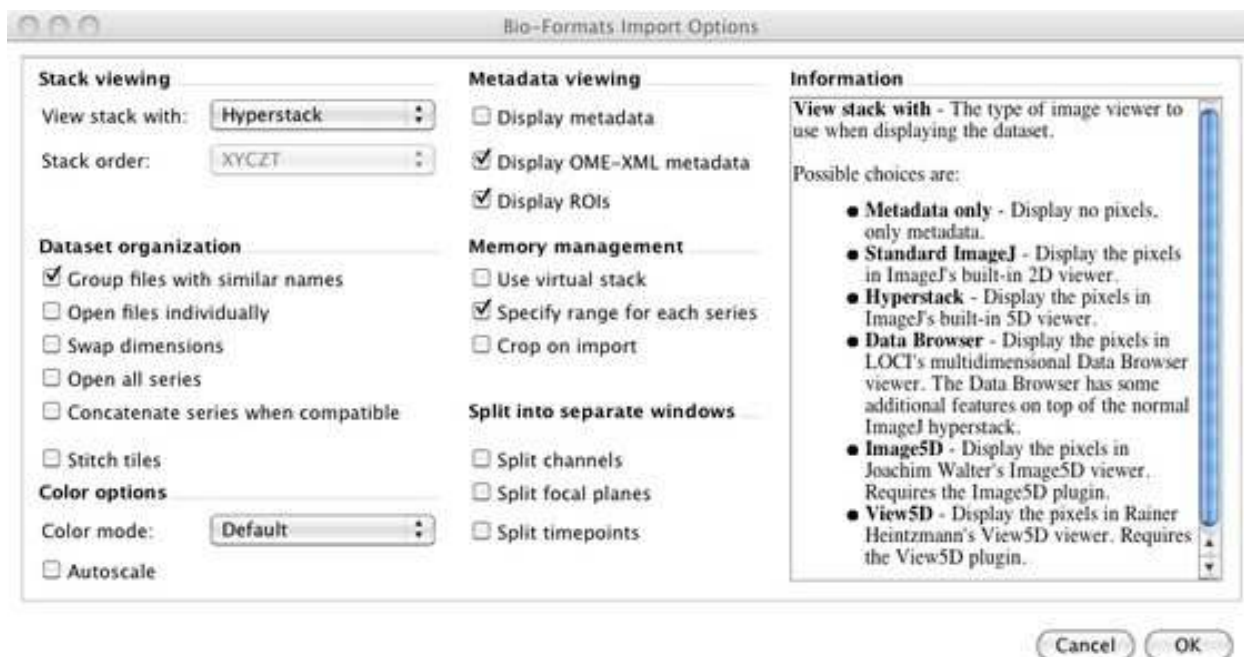 Bio-Formats Import Options
Stack viewing
View stack with: Hyperstack
Stack order: XYCZT
Dataset organization
Group files with similar names
Open files individually
Swap dimensions
Open all series
Concatenate series when compatible
Stitch tiles
Color options
Color mode: Default
Autoscale
Metadata viewing
Display metadata
Display OME-XML metadata
Display ROIs
Memory management
Use virtual stack
Specify range for each series
Crop on import
Split into separate windows
Split channels
Split focal planes
Split timepoints
Information
View stack with - The type of image viewer to
use when displaying the dataset.
Possible choices are:
● Metadata only - Display no pixels,
only metadata.
● Standard ImageJ - Display the pixels
in ImageJ's built-in 2D viewer.
● Hyperstack - Display the pixels in
ImageJ's built-in 5D viewer.
● Data Browser - Display the pixels in
LOCI's multidimensional Data Browser
viewer. The Data Browser has some
additional features on top of the normal
ImageJ hyperstack.
● Image5D - Display the pixels in
Joachim Walter's Image5D viewer.
Requires the Image5D plugin.
● View5D - Display the pixels in Rainer
Heintzmann's View5D viewer. Requires
the View5D plugin.
Cancel OK